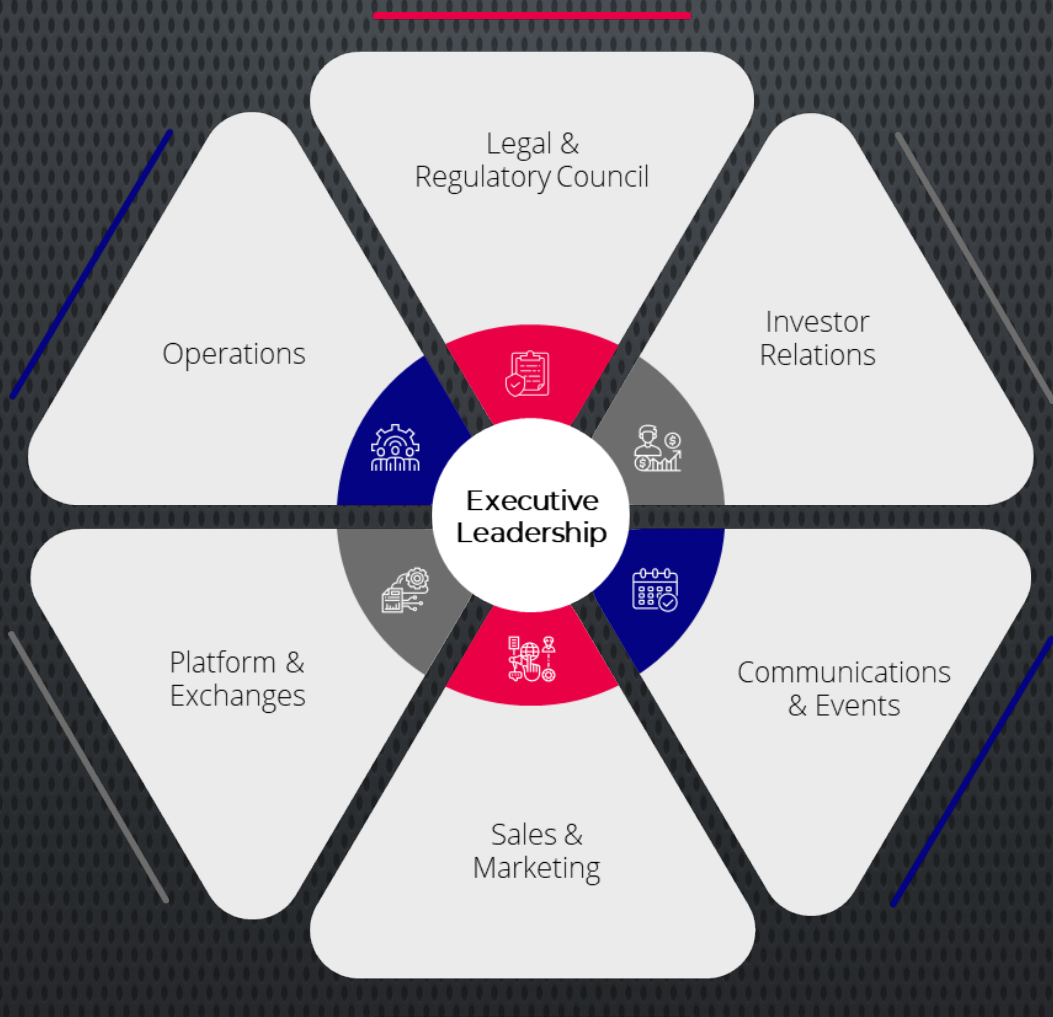 Legal &
Regulatory Council
Investor
Relations
Operations
Executive
Leadership
Platform &
Exchanges
Communications
& Events
Sales &
Marketing